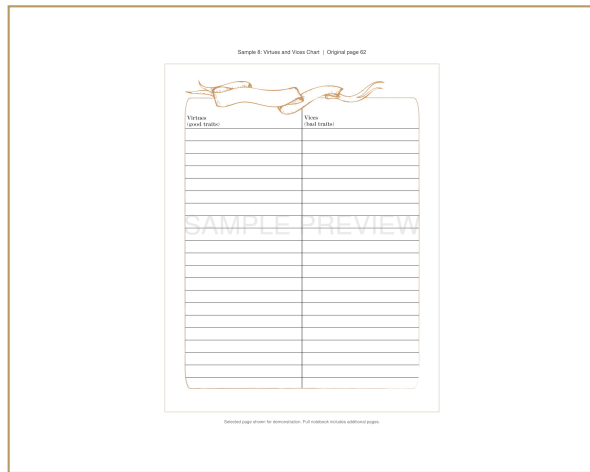 Sample 8: Virtues and Vices Chart | Original page 62
Virtues
(good traits)
Vices
(bad traits)
SAMPLE PREVIEW
Selected page shown for demonstration. Full notebook includes additional pages.